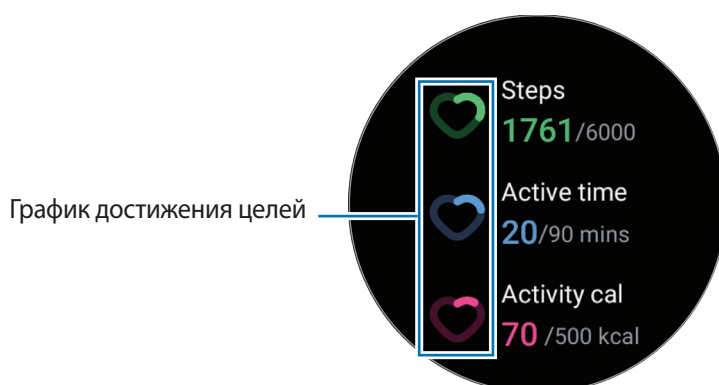 Steps
1761/6000
График достижения целей
Active time
20/90 mins
Activity cal
70 /500 kcal